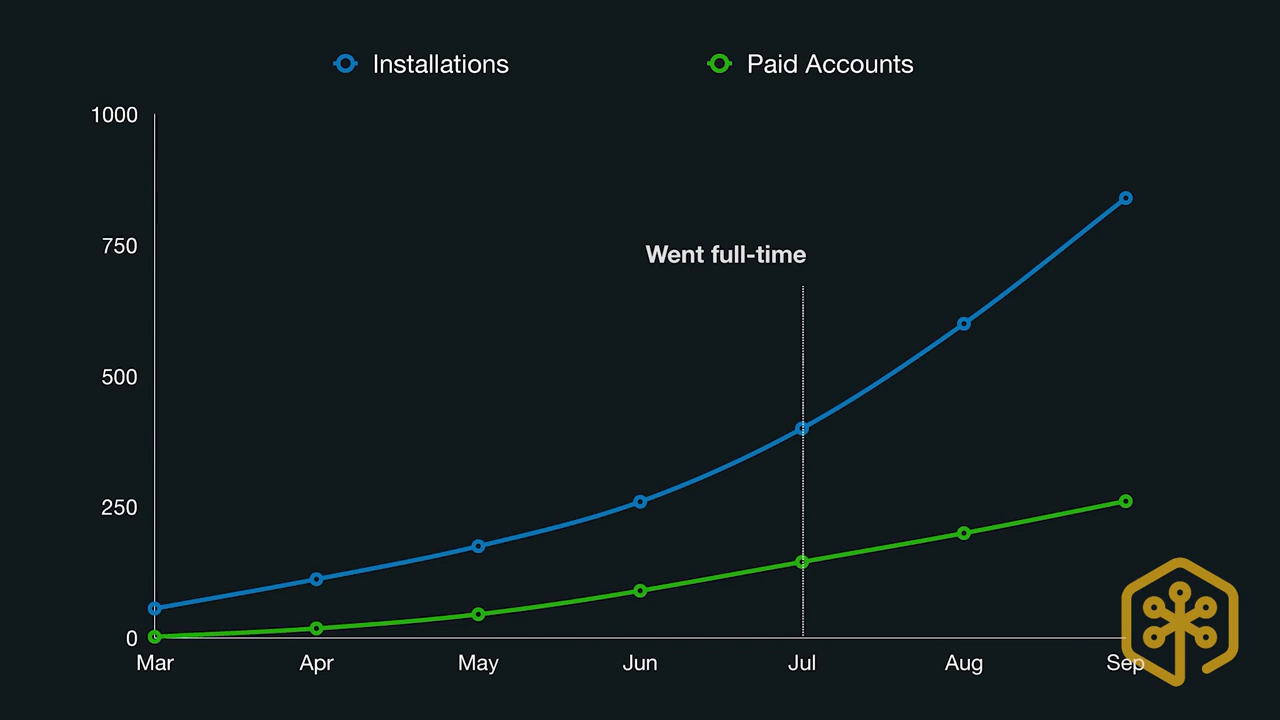 Installations
Paid Accounts
1000
750
Went full-time
500
250
0
Mar
Apr
May
Jun
Jul
Aug
Sep